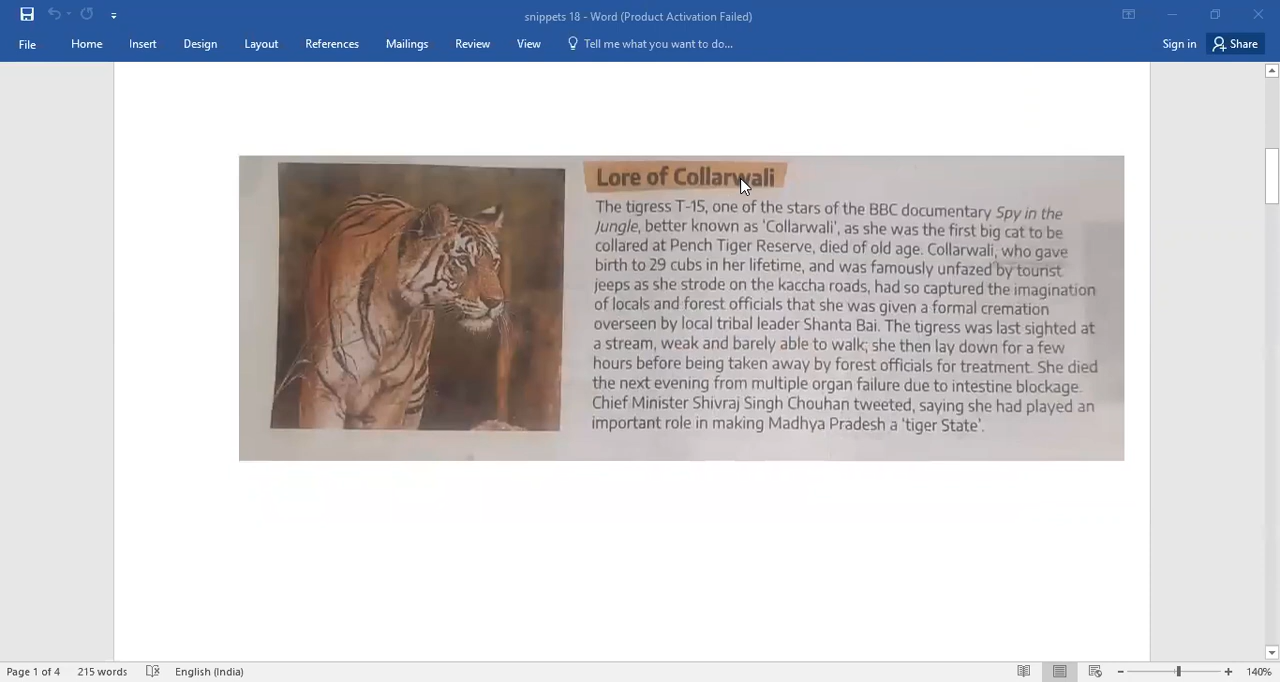 snippets 18 - Word (Product Activation Failed)
File Home Insert Design Layout References Mailings Review View Tell me what you want to do... Sign in Share
Lore of Collarwali
The tigress T-15, one of the stars of the BBC documentary Spy in the
Jungle, better known as ‘Collarwali’, as she was the first big cat to be
collared at Pench Tiger Reserve, died of old age. Collarwali, who gave
birth to 29 cubs in her lifetime, and was famously unfazed by tourist
jeeps as she strode on the kaccha roads, had so captured the imagination
of locals and forest officials that she was given a formal cremation
overseen by local tribal leader Shanta Bai. The tigress was last sighted at
a stream, weak and barely able to walk; she then lay down for a few
hours before being taken away by forest officials for treatment. She died
the next evening from multiple organ failure due to intestine blockage.
Chief Minister Shivraj Singh Chouhan tweeted, saying she had played an
important role in making Madhya Pradesh a ‘tiger State’.
Page 1 of 4 215 words English (India) 140%